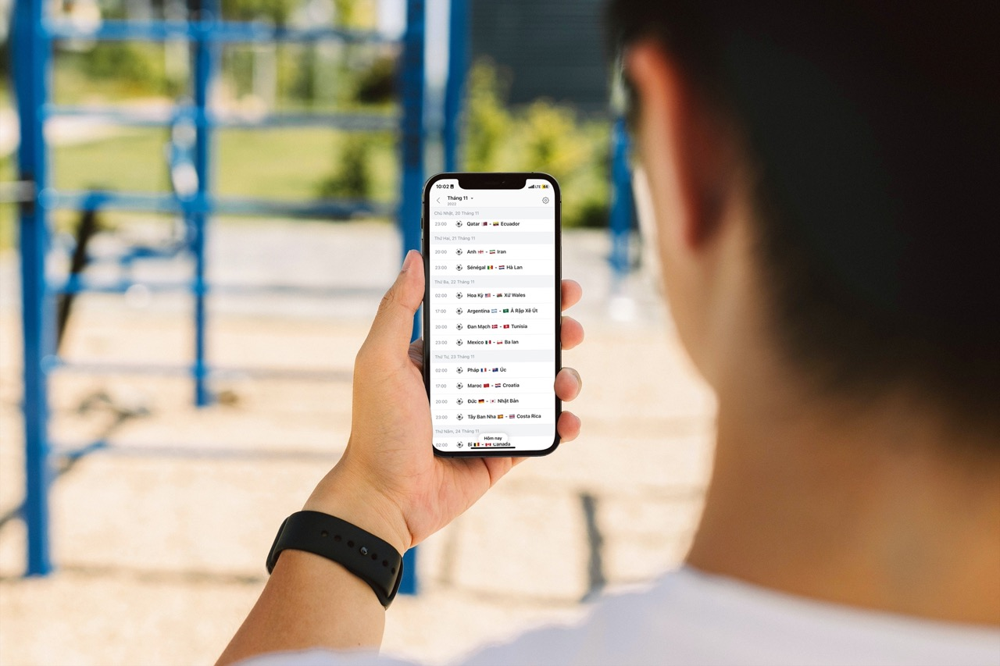 10:02 LTE 46
Tháng 11
2022
Chủ Nhật, 20 Tháng 11
23:00 Qatar 🇶🇦 - 🇪🇨 Ecuador
Thứ Hai, 21 Tháng 11
20:00 Anh 🏴󠁧󠁢󠁥󠁮󠁧󠁿 - 🇮🇷 Iran
23:00 Sénégal 🇸🇳 - 🇳🇱 Hà Lan
Thứ Ba, 22 Tháng 11
02:00 Hoa Kỳ 🇺🇸 - 🏴󠁧󠁢󠁷󠁬󠁳󠁿 Xứ Wales
17:00 Argentina 🇦🇷 - 🇸🇦 Ả Rập Xê Út
20:00 Đan Mạch 🇩🇰 - 🇹🇳 Tunisia
23:00 Mexico 🇲🇽 - 🇵🇱 Ba lan
Thứ Tư, 23 Tháng 11
02:00 Pháp 🇫🇷 - 🇦🇺 Úc
17:00 Maroc 🇲🇦 - 🇭🇷 Croatia
20:00 Đức 🇩🇪 - 🇯🇵 Nhật Bản
23:00 Tây Ban Nha 🇪🇸 - 🇨🇷 Costa Rica
Thứ Năm, 24 Tháng 11
Hôm nay
02:00 Bỉ 🇧🇪 - 🇨🇦 Canada